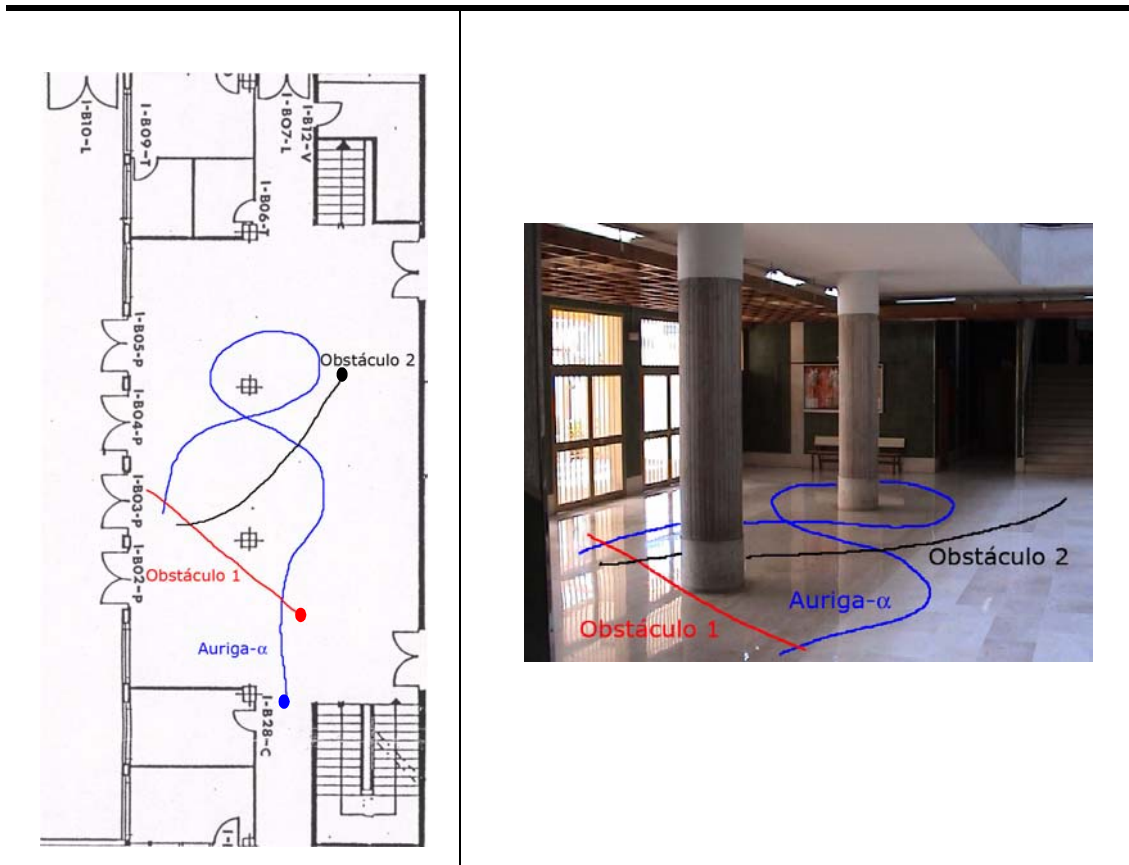 I-B10-L
I-B09-T
I-B07-L
I-B12-V
I-B06-T
I-B05-P
I-B04-P
I-B03-P
I-B02-P
I-B28-C
Obstáculo 2
Obstáculo 1
Auriga-α
Obstáculo 2
Auriga-α
Obstáculo 1